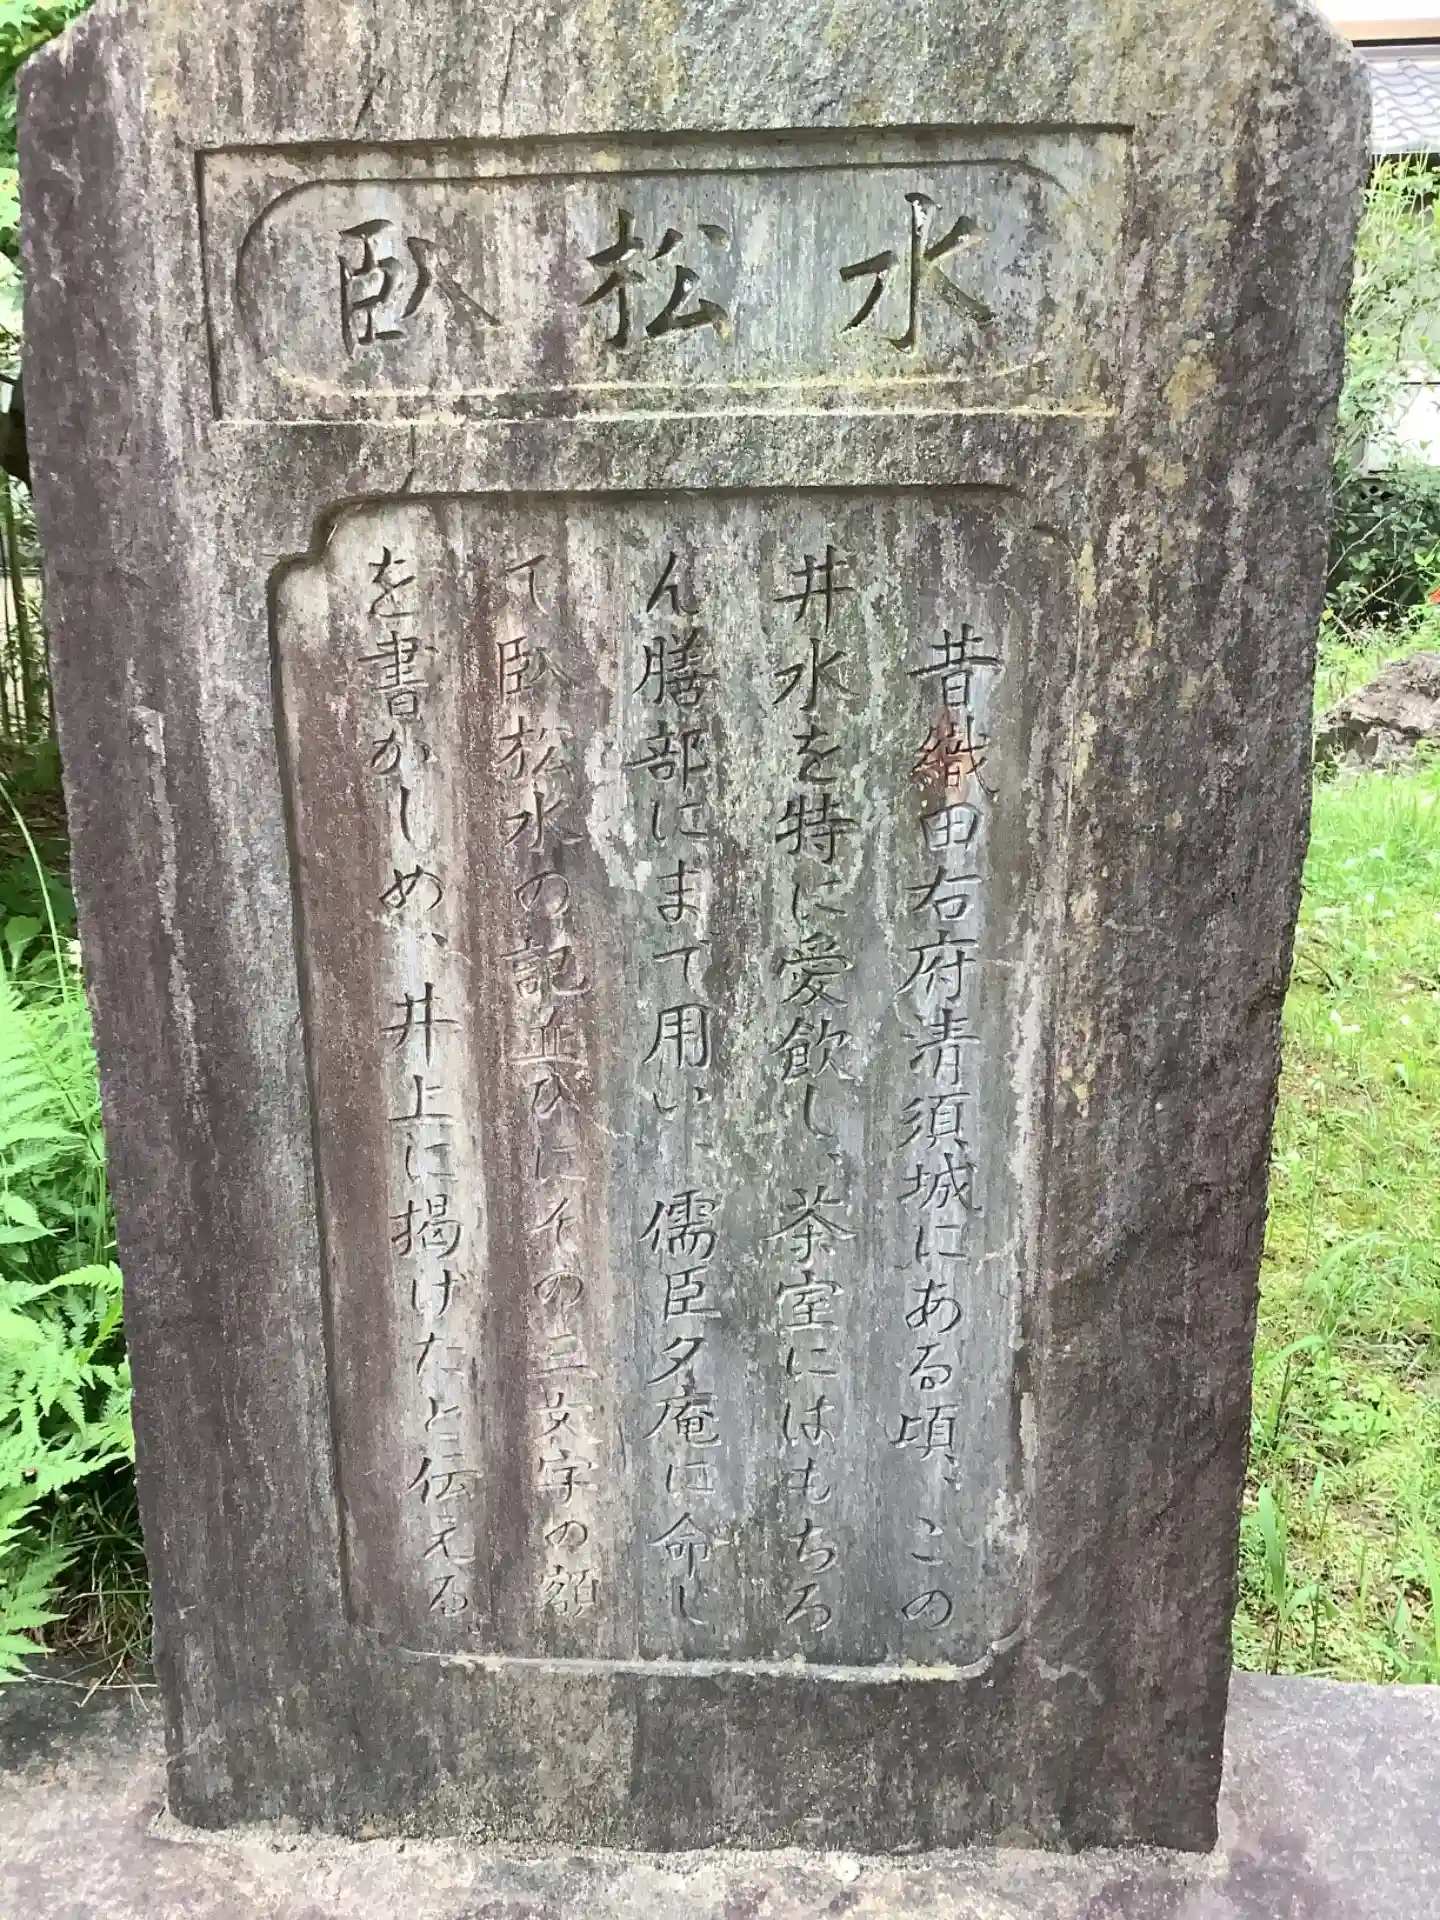 臥松水
昔織田右府清須城にある頃、この
井水を特に愛飲し、茶室にはもちろ
ん膳部にまで用い、儒臣夕庵に命し
て臥松水の記並ひにその三文字の額
を書かしめ、井上に掲げたと伝える。